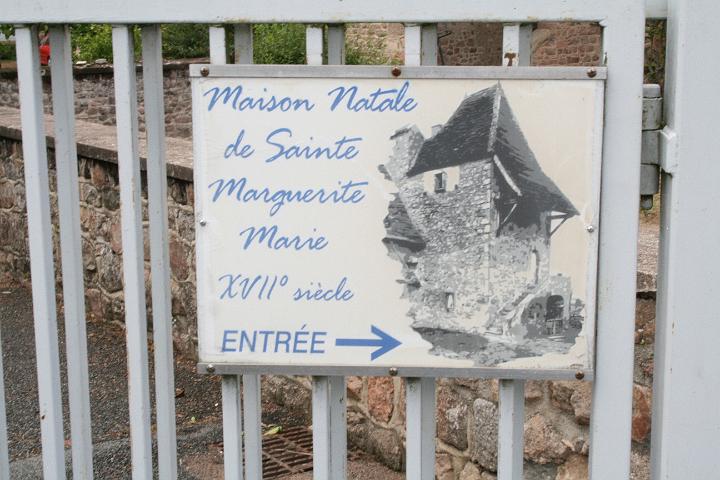 Maison Natale
de Sainte
Marguerite
Marie
XVII° siècle
ENTRÉE